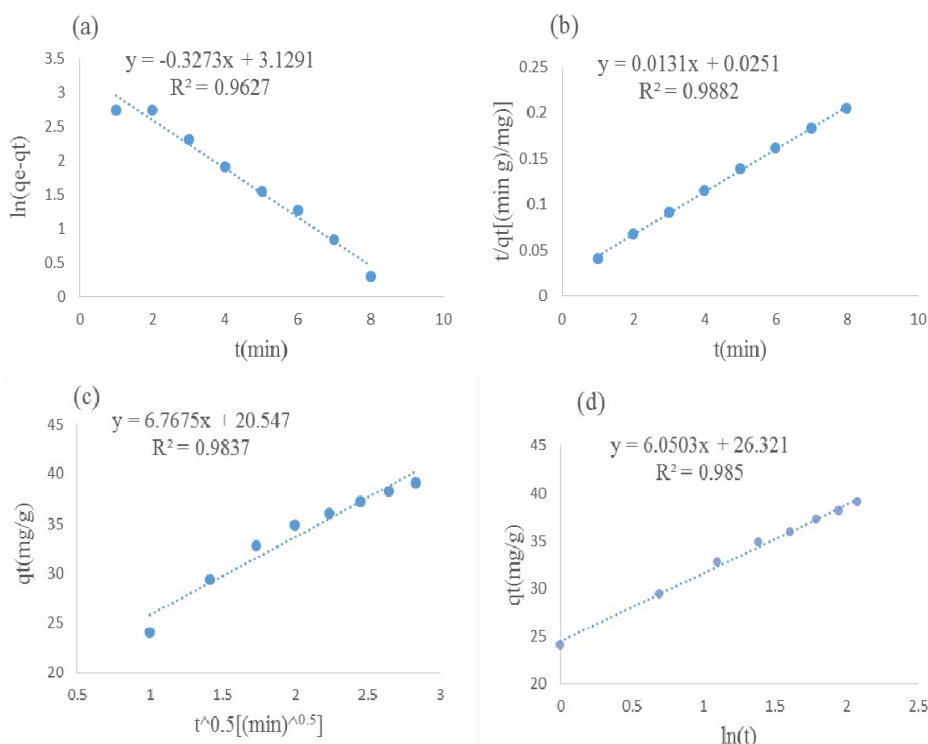 (a)
y = -0.3273x + 3.1291
R² = 0.9627
3.5
3
2.5
2
1.5
1
0.5
0
ln(qe-qt)
0 2 4 6 8 10
t(min)
(b)
y = 0.0131x + 0.0251
R² = 0.9882
0.25
0.2
0.15
0.1
0.05
0
t/qt[(min g)/mg)]
0 2 4 6 8 10
t(min)
(c)
y = 6.7675x + 20.547
R² = 0.9837
45
40
35
30
25
20
qt(mg/g)
0.5 1 1.5 2 2.5 3
t^0.5[(min)^0.5]
(d)
y = 6.0503x + 26.321
R² = 0.985
45
40
35
30
25
20
qt(mg/g)
0 0.5 1 1.5 2 2.5
ln(t)